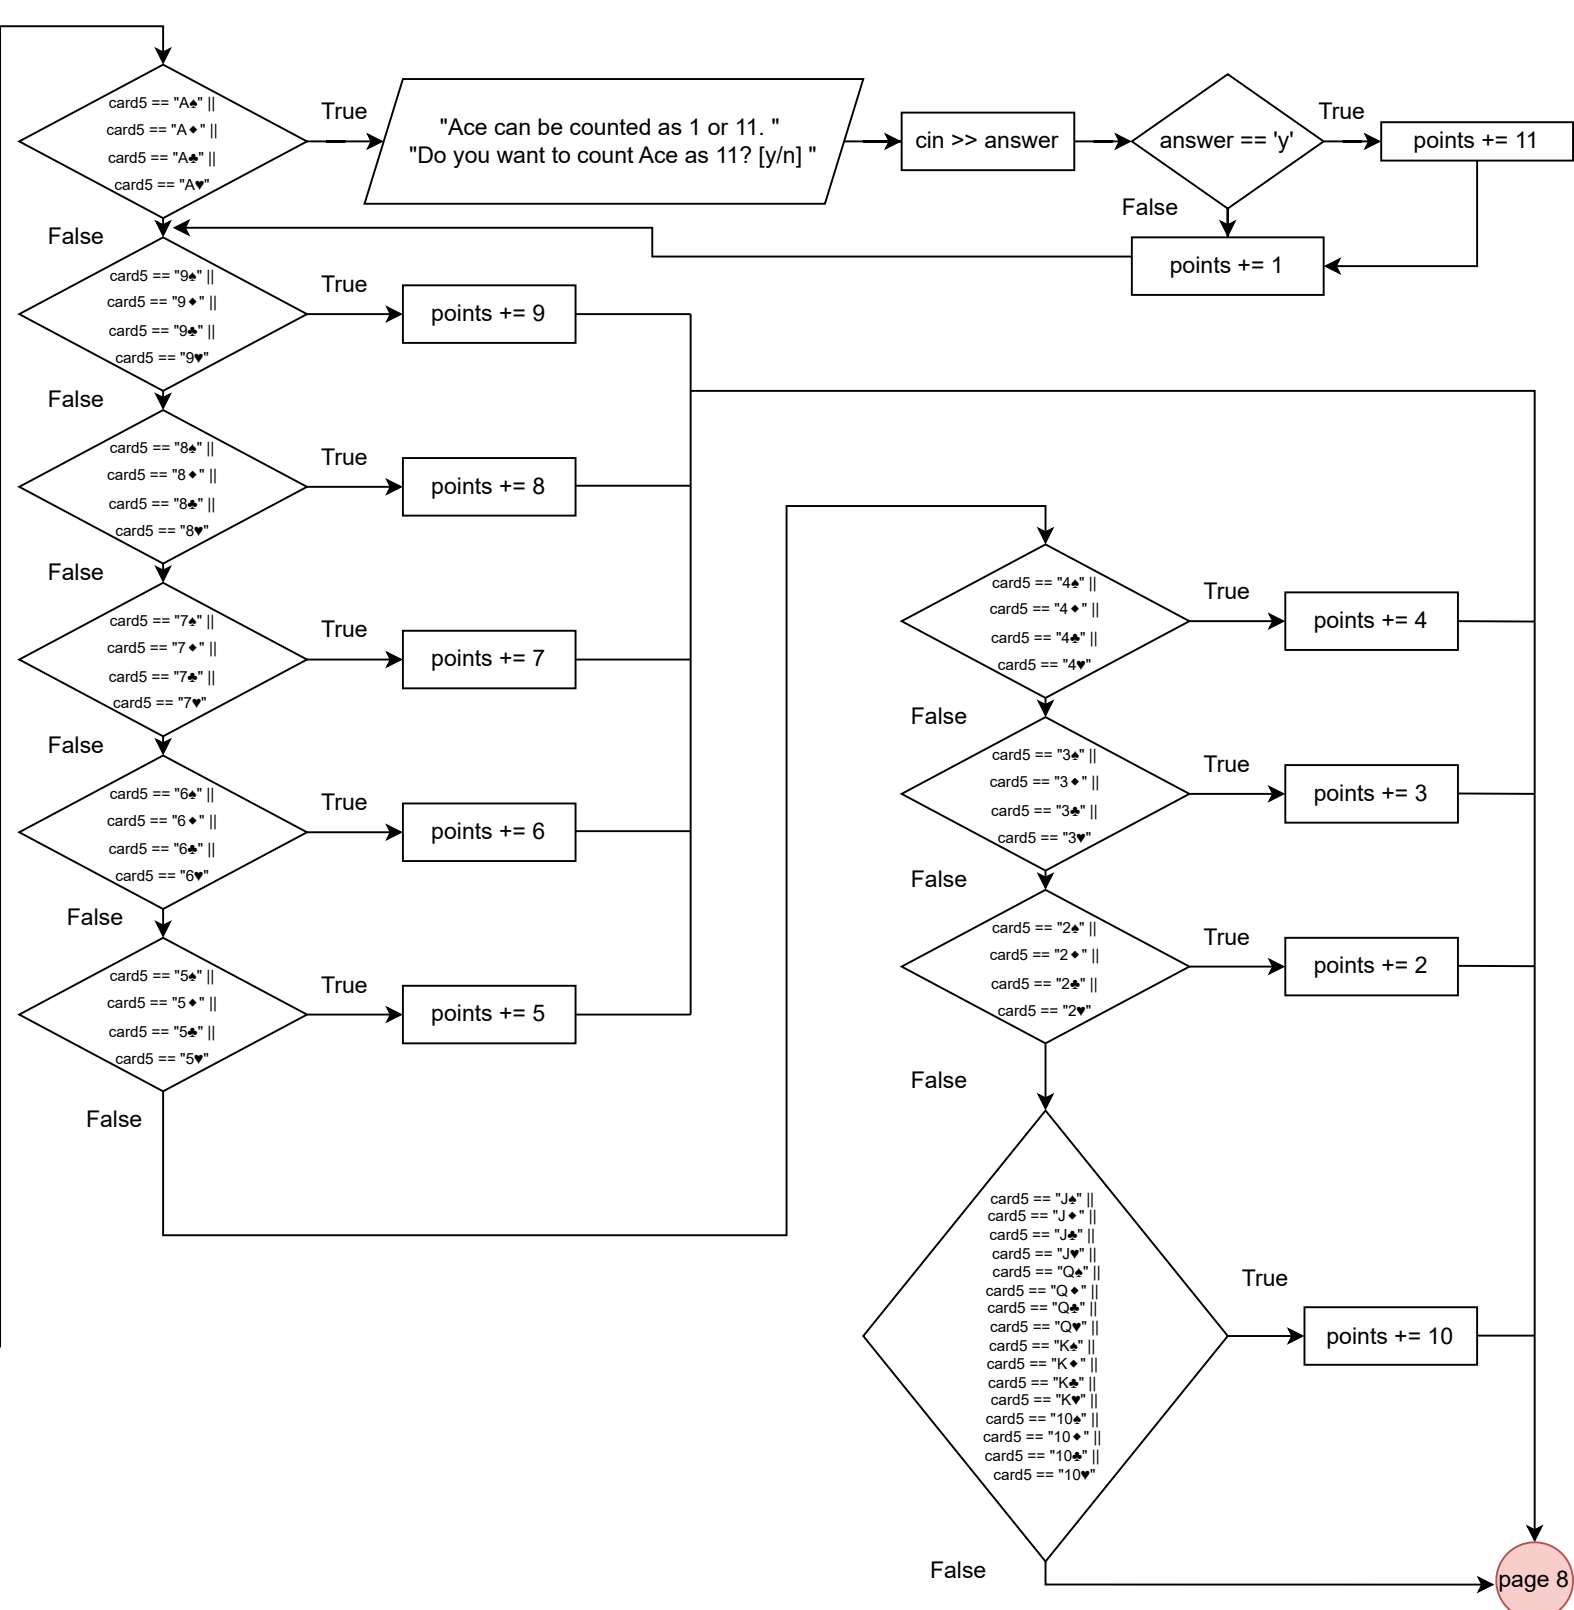 card5 == "A♠" ||
card5 == "A♦" ||
card5 == "A♣" ||
card5 == "A♥"
True
"Ace can be counted as 1 or 11. "
"Do you want to count Ace as 11? [y/n] "
cin >> answer
answer == 'y'
True
points += 11
False
points += 1
False
card5 == "9♠" ||
card5 == "9♦" ||
card5 == "9♣" ||
card5 == "9♥"
True
points += 9
False
card5 == "8♠" ||
card5 == "8♦" ||
card5 == "8♣" ||
card5 == "8♥"
True
points += 8
False
card5 == "7♠" ||
card5 == "7♦" ||
card5 == "7♣" ||
card5 == "7♥"
True
points += 7
False
card5 == "6♠" ||
card5 == "6♦" ||
card5 == "6♣" ||
card5 == "6♥"
True
points += 6
False
card5 == "5♠" ||
card5 == "5♦" ||
card5 == "5♣" ||
card5 == "5♥"
True
points += 5
False
card5 == "4♠" ||
card5 == "4♦" ||
card5 == "4♣" ||
card5 == "4♥"
True
points += 4
False
card5 == "3♠" ||
card5 == "3♦" ||
card5 == "3♣" ||
card5 == "3♥"
True
points += 3
False
card5 == "2♠" ||
card5 == "2♦" ||
card5 == "2♣" ||
card5 == "2♥"
True
points += 2
False
card5 == "J♠" ||
card5 == "J♦" ||
card5 == "J♣" ||
card5 == "J♥" ||
card5 == "Q♠" ||
card5 == "Q♦" ||
card5 == "Q♣" ||
card5 == "Q♥" ||
card5 == "K♠" ||
card5 == "K♦" ||
card5 == "K♣" ||
card5 == "K♥" ||
card5 == "10♠" ||
card5 == "10♦" ||
card5 == "10♣" ||
card5 == "10♥"
True
points += 10
False
page 8